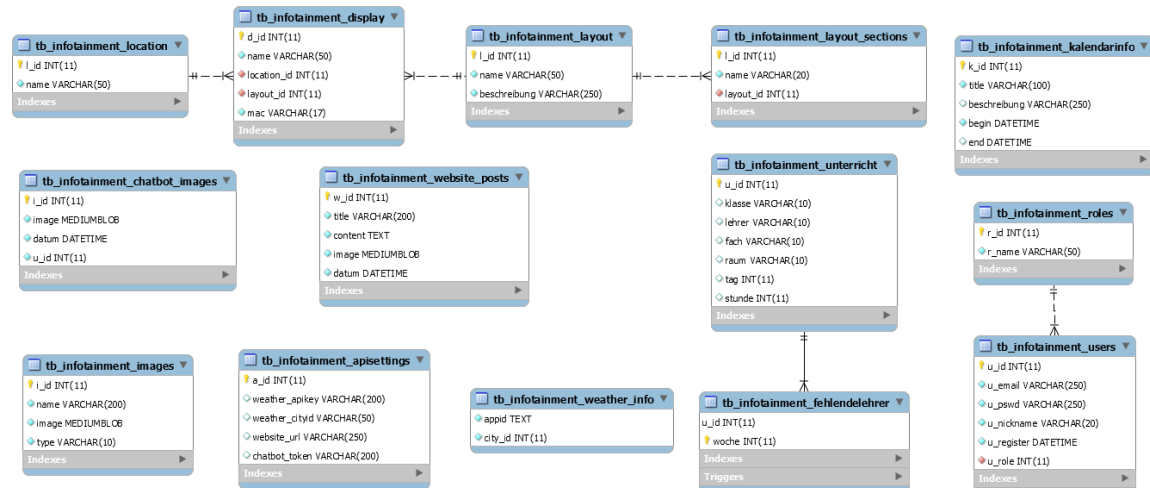 tb_infotainment_location
l_id INT(11)
name VARCHAR(50)
Indexes
tb_infotainment_display
d_id INT(11)
name VARCHAR(50)
location_id INT(11)
layout_id INT(11)
mac VARCHAR(17)
Indexes
tb_infotainment_layout
l_id INT(11)
name VARCHAR(50)
beschreibung VARCHAR(250)
Indexes
tb_infotainment_layout_sections
l_id INT(11)
name VARCHAR(20)
layout_id INT(11)
Indexes
tb_infotainment_kalendarinfo
k_id INT(11)
title VARCHAR(100)
beschreibung VARCHAR(250)
begin DATETIME
end DATETIME
Indexes
tb_infotainment_chatbot_images
i_id INT(11)
image MEDIUMBLOB
datum DATETIME
u_id INT(11)
Indexes
tb_infotainment_website_posts
w_id INT(11)
title VARCHAR(200)
content TEXT
image MEDIUMBLOB
datum DATETIME
Indexes
tb_infotainment_unterricht
u_id INT(11)
klasse VARCHAR(10)
lehrer VARCHAR(10)
fach VARCHAR(10)
raum VARCHAR(10)
tag INT(11)
stunde INT(11)
Indexes
tb_infotainment_roles
r_id INT(11)
r_name VARCHAR(50)
Indexes
tb_infotainment_images
i_id INT(11)
name VARCHAR(200)
image MEDIUMBLOB
type VARCHAR(10)
Indexes
tb_infotainment_apisettings
a_id INT(11)
weather_apikey VARCHAR(200)
weather_cityid VARCHAR(50)
website_url VARCHAR(250)
chatbot_token VARCHAR(200)
Indexes
tb_infotainment_weather_info
appid TEXT
city_id INT(11)
Indexes
tb_infotainment_fehlendelehrer
u_id INT(11)
woche INT(11)
Indexes
Triggers
tb_infotainment_users
u_id INT(11)
u_email VARCHAR(250)
u_pswd VARCHAR(250)
u_nickname VARCHAR(20)
u_register DATETIME
u_role INT(11)
Indexes